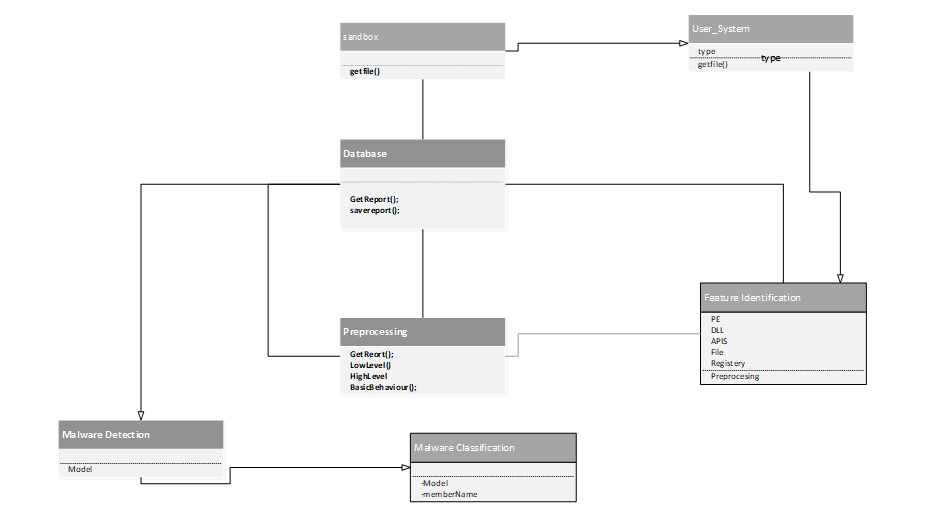 sandbox
getfile()
User_System
type
type
getfile()
Database
GetReport();
savereport();
Feature Identification
PE
DLL
APIS
File
Registery
Preprocesing
Preprocessing
GetReort();
LowLevel()
HighLevel
BasicBehaviour();
Malware Detection
Model
Malware Classification
-Model
-memberName